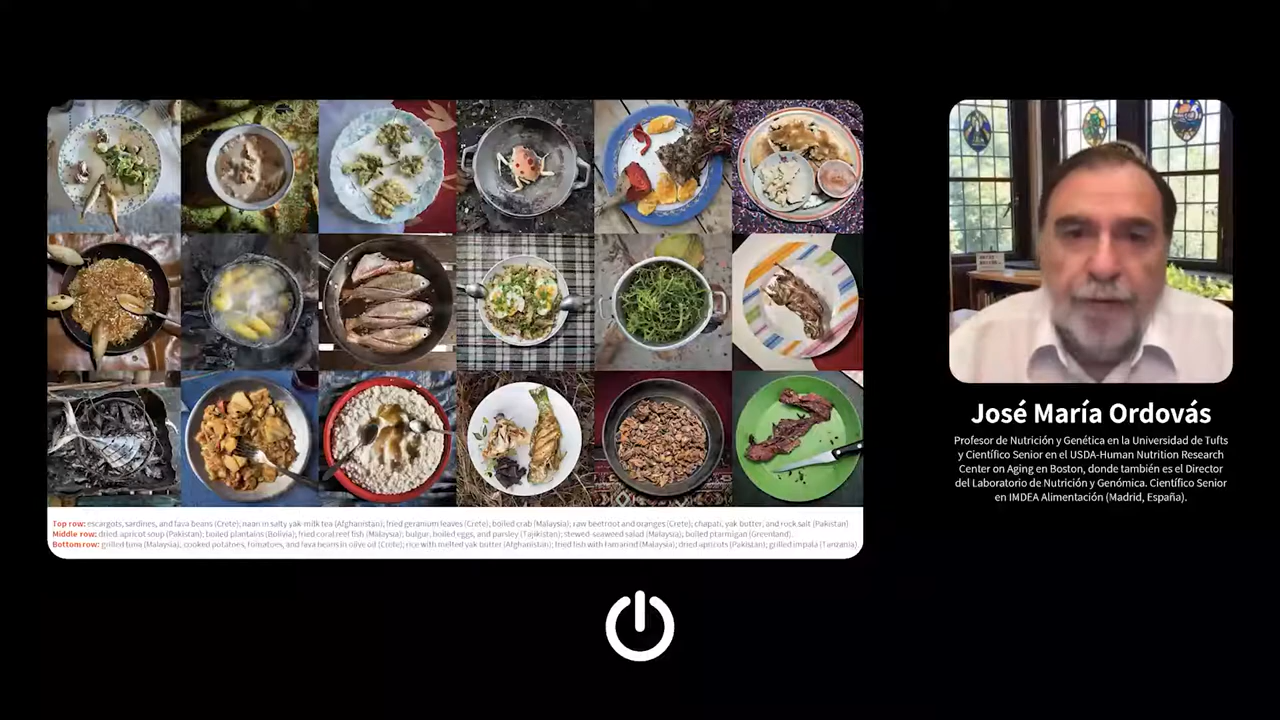 Top row: escargots, sardines, and fava beans (Crete); naan in salty yak-milk tea (Afghanistan); fried geranium leaves (Crete); boiled crab (Malaysia); raw beetroot and oranges (Crete); chapati, yak butter, and rock salt (Pakistan)
Middle row: dried-apricot soup (Pakistan); boiled plantains (Bolivia); fried coral reef fish (Malaysia); bulgur, boiled eggs, and parsley (Tajikistan); stewed-seaweed salad (Malaysia); boiled ptarmigan (Greenland).
Bottom row: grilled tuna (Malaysia), cooked potatoes, tomatoes, and fava beans in olive oil (Crete); rice with melted yak butter (Afghanistan); fried fish with tamarind (Malaysia); dried apricots (Pakistan); grilled impala (Tanzania)
José María Ordovás
Profesor de Nutrición y Genética en la Universidad de Tufts
y Científico Senior en el USDA-Human Nutrition Research
Center on Aging en Boston, donde también es el Director
del Laboratorio de Nutrición y Genómica. Científico Senior
en IMDEA Alimentación (Madrid, España).